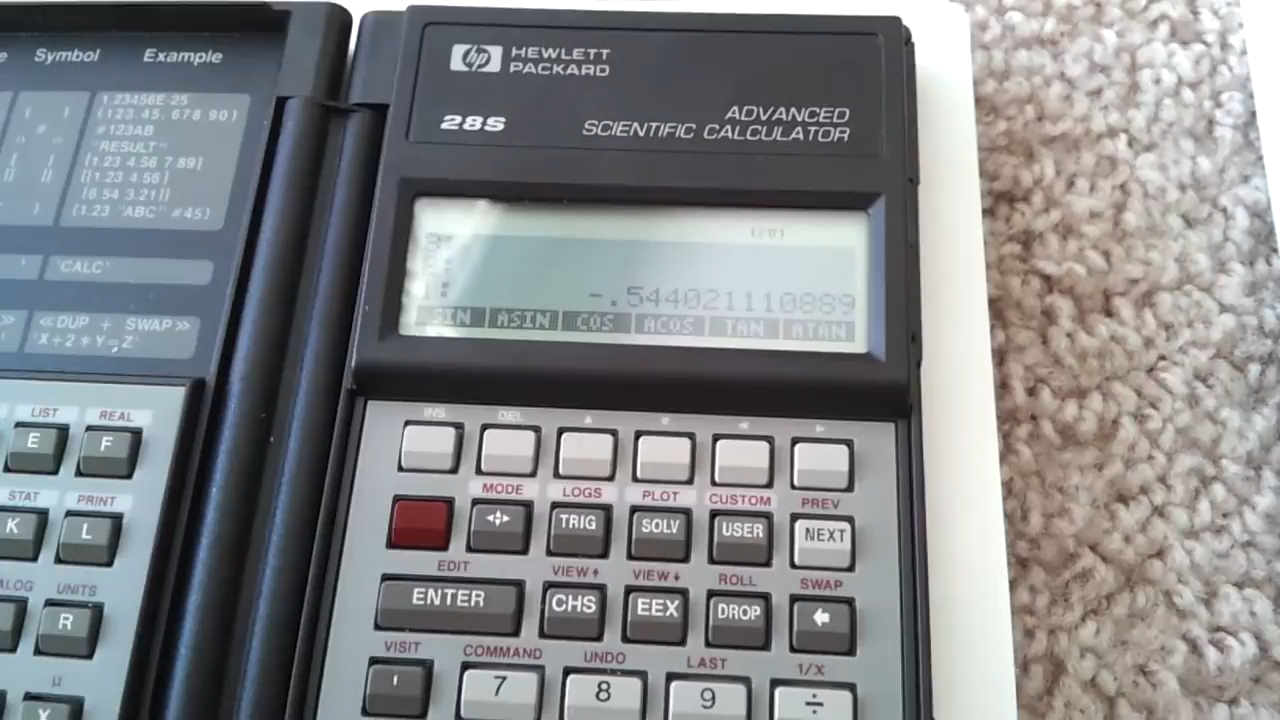 Symbol Example
1.23456E-25
( ) (123.45, 678.90)
# #123AB
" " "RESULT"
[ ] [1.23 4.56 7.89]
[[ ]] [[1.23 4.56]
[6.54 3.21]]
{1.23 "ABC" #45}
' 'CALC'
≫ ≪DUP + SWAP≫
'X+2*Y=Z'
LIST REAL
E F
STAT PRINT
K L
UNITS
R
μ
X
hp HEWLETT
PACKARD
28S ADVANCED
SCIENTIFIC CALCULATOR
(2π)
-.544021110889
SIN ASIN COS ACOS TAN ATAN
INS DEL ▲ ▼ ◀ ▶
MODE LOGS PLOT CUSTOM PREV
TRIG SOLV USER NEXT
EDIT VIEW↑ VIEW↓ ROLL SWAP
ENTER CHS EEX DROP ←
VISIT COMMAND UNDO LAST 1/X
' 7 8 9 ÷